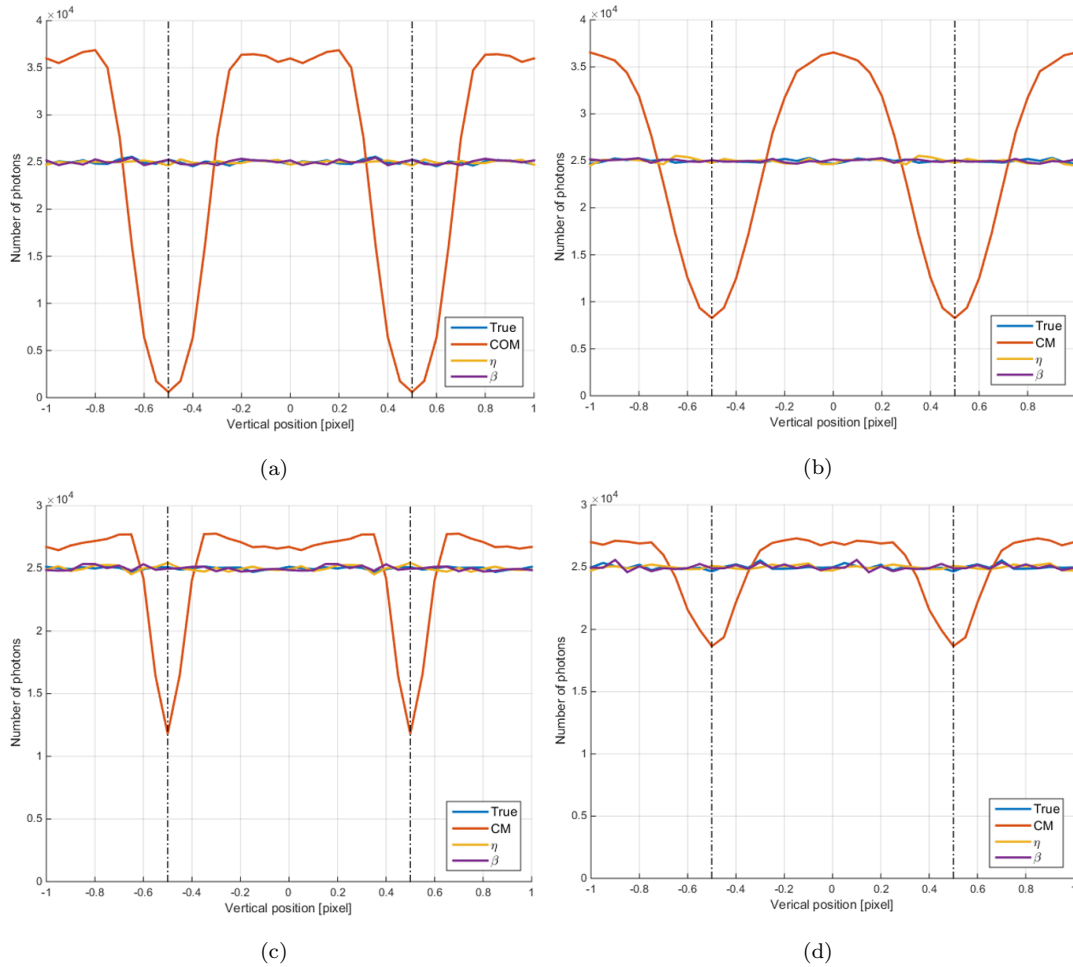 ×10⁴
4
3.5
3
2.5
2
1.5
1
0.5
0
Number of photons
-1 -0.8 -0.6 -0.4 -0.2 0 0.2 0.4 0.6 0.8 1
Vertical position [pixel]
True
COM
η
β
(a)
×10⁴
4
3.5
3
2.5
2
1.5
1
0.5
0
Number of photons
-1 -0.8 -0.6 -0.4 -0.2 0 0.2 0.4 0.6 0.8
Vertical position [pixel]
True
CM
η
β
(b)
×10⁴
3
2.5
2
1.5
1
0.5
0
Number of photons
-1 -0.8 -0.6 -0.4 -0.2 0 0.2 0.4 0.6 0.8 1
Vertical position [pixel]
True
CM
η
β
(c)
×10⁴
3
2.5
2
1.5
1
0.5
0
Number of photons
-1 -0.8 -0.6 -0.4 -0.2 0 0.2 0.4 0.6 0.8 1
Verical position [pixel]
True
CM
η
β
(d)